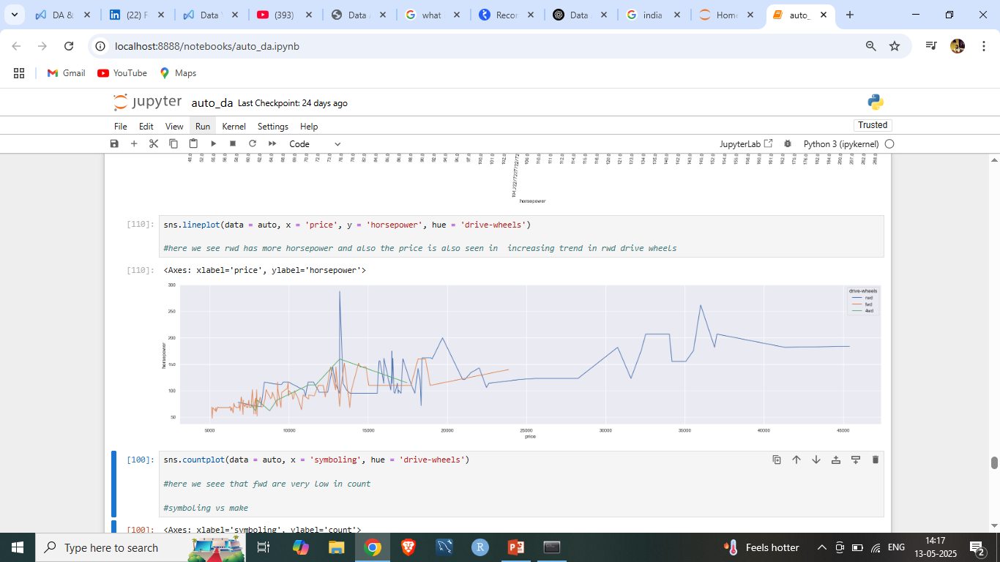 DA &
(22) F
Data
(393)
Data
what
Recor
Data
india
Home
auto_
localhost:8888/notebooks/auto_da.ipynb
Gmail
YouTube
Maps
jupyter
auto_da
Last Checkpoint: 24 days ago
File
Edit
View
Run
Kernel
Settings
Help
Trusted
Code
JupyterLab
Python 3 (ipykernel)
horsepower
[110]:
sns.lineplot(data = auto, x = 'price', y = 'horsepower', hue = 'drive-wheels')
#here we see rwd has more horsepower and also the price is also seen in  increasing trend in rwd drive wheels
[110]:
<Axes: xlabel='price', ylabel='horsepower'>
300
250
200
150
100
50
horsepower
drive-wheels
rwd
fwd
4wd
5000
10000
15000
20000
25000
30000
35000
40000
45000
price
[100]:
sns.countplot(data = auto, x = 'symboling', hue = 'drive-wheels')
#here we seee that fwd are very low in count
#symboling vs make
[100]:
<Axes: xlabel='symboling', ylabel='count'>
Type here to search
Feels hotter
ENG
14:17
13-05-2025
2